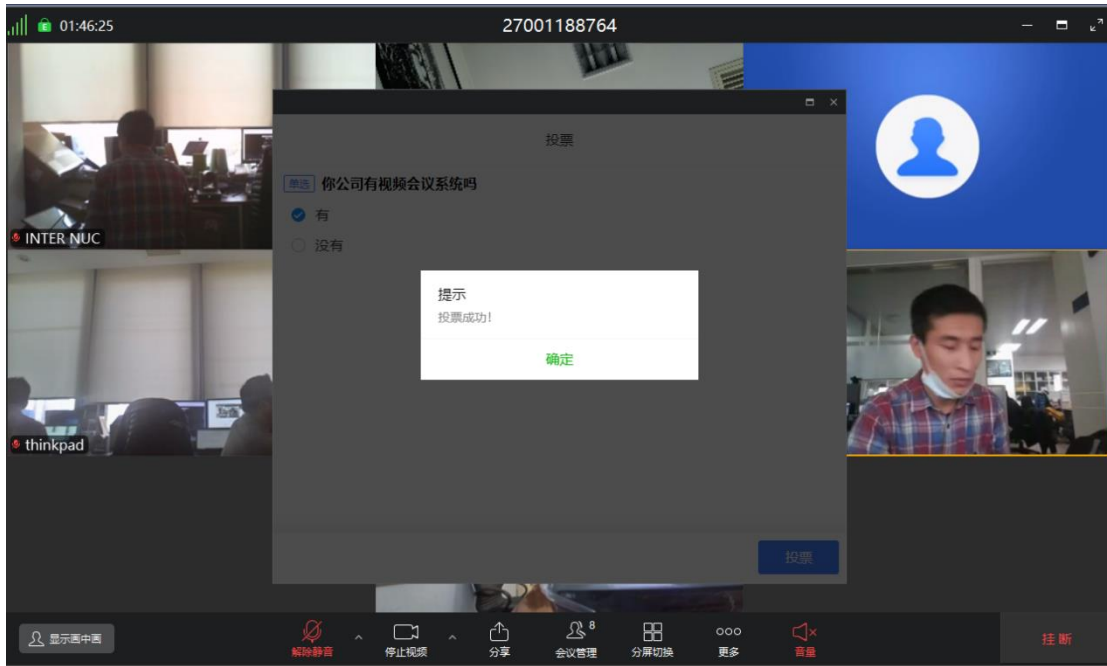 01:46:25
27001188764
投票
单选 你公司有视频会议系统吗
有
没有
INTER NUC
提示
投票成功!
确定
thinkpad
投票
显示画中画
解除静音
停止视频
分享
会议管理
8
分屏切换
更多
音量
挂断